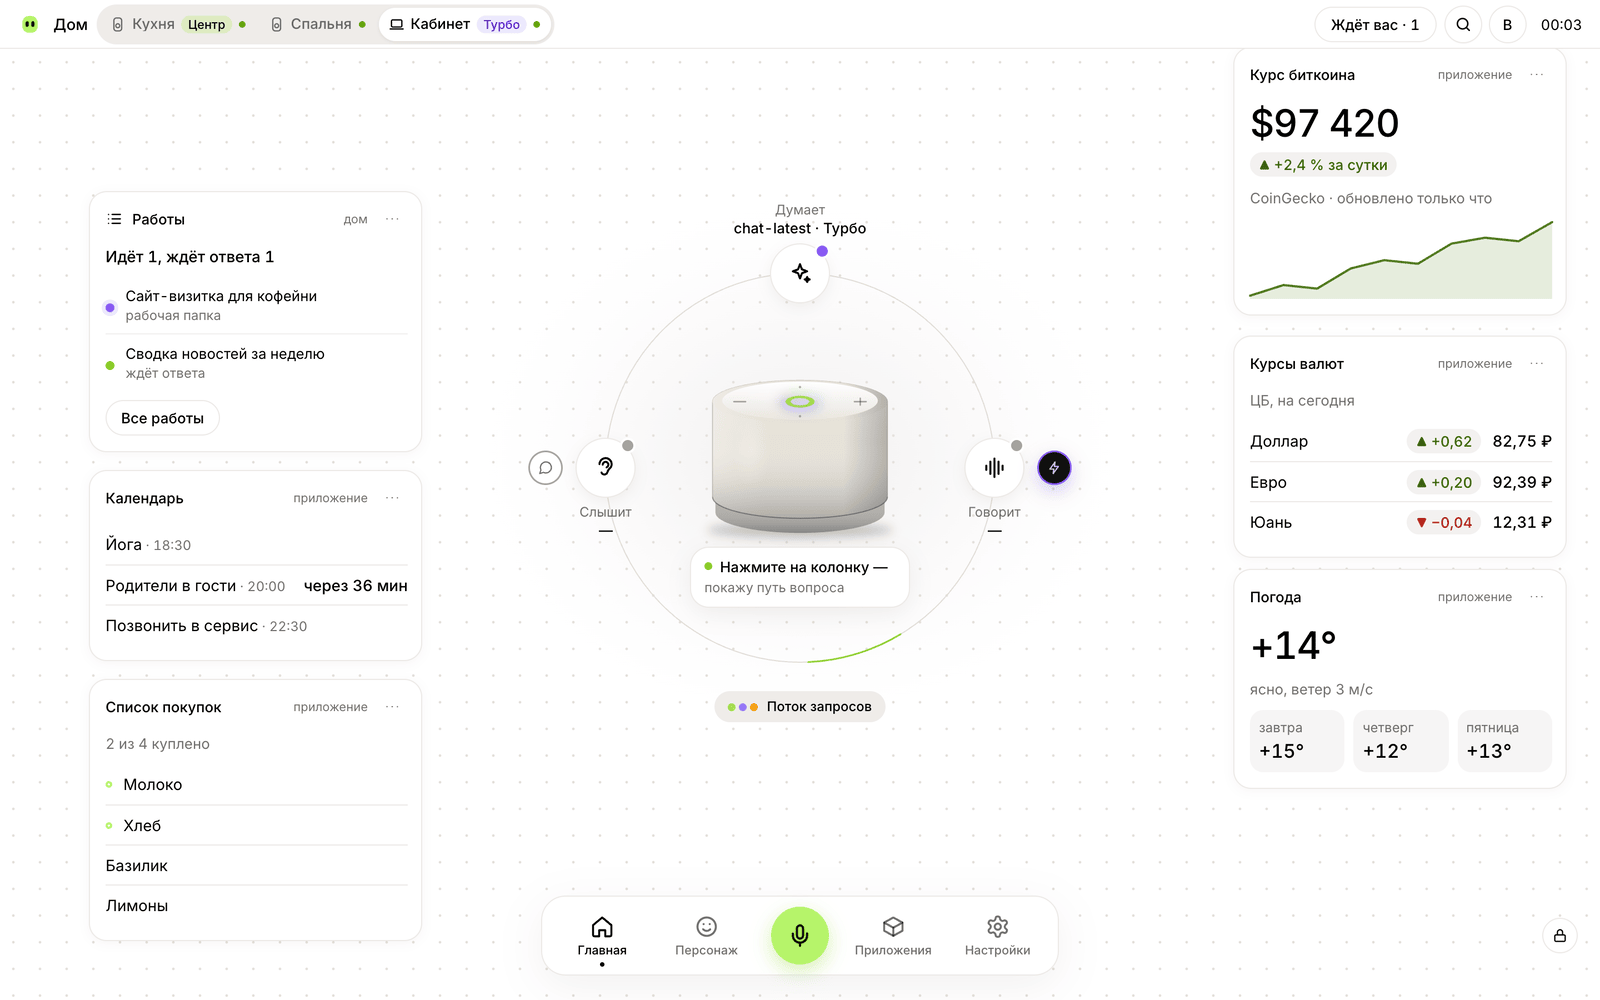 Дом
Кухня Центр
Спальня
Кабинет Турбо
Ждёт вас · 1
В
00:03
Работы дом
Идёт 1, ждёт ответа 1
Сайт-визитка для кофейни
рабочая папка
Сводка новостей за неделю
ждёт ответа
Все работы
Календарь приложение
Йога · 18:30
Родители в гости · 20:00 через 36 мин
Позвонить в сервис · 22:30
Список покупок приложение
2 из 4 куплено
Молоко
Хлеб
Базилик
Лимоны
Думает
chat-latest · Турбо
Слышит
—
Говорит
—
Нажмите на колонку —
покажу путь вопроса
Поток запросов
Курс биткоина приложение
$97 420
▲ +2,4 % за сутки
CoinGecko · обновлено только что
Курсы валют приложение
ЦБ, на сегодня
Доллар ▲ +0,62 82,75 ₽
Евро ▲ +0,20 92,39 ₽
Юань ▼ −0,04 12,31 ₽
Погода приложение
+14°
ясно, ветер 3 м/с
завтра четверг пятница
+15° +12° +13°
Главная Персонаж Приложения Настройки